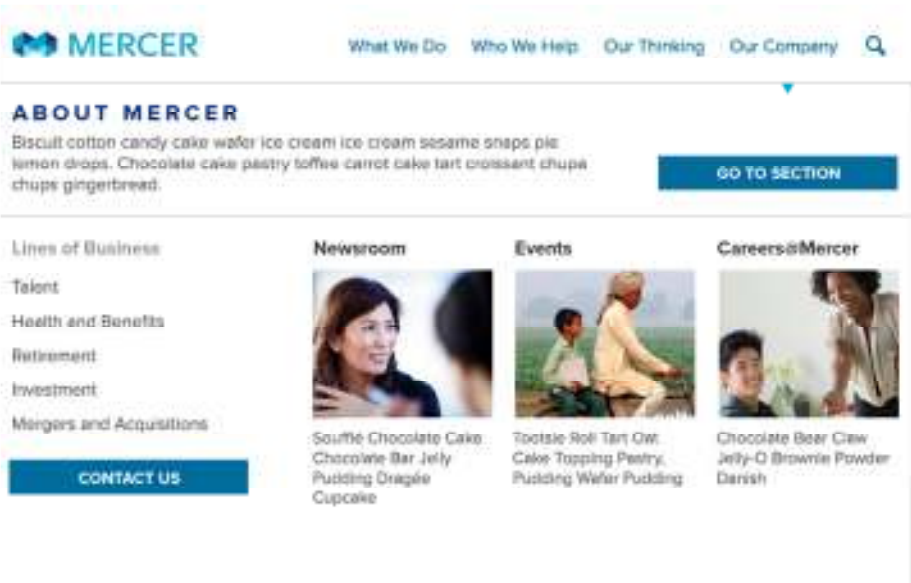 MERCER
What We Do Who We Help Our Thinking Our Company
ABOUT MERCER
Biscuit cotton candy cake wafer ice cream ice cream sesame snaps pie
lemon drops. Chocolate cake pastry toffee carrot cake tart croissant chupa
chups gingerbread.
GO TO SECTION
Lines of Business
Talent
Health and Benefits
Retirement
Investment
Mergers and Acquisitions
CONTACT US
Newsroom
Soufflé Chocolate Cake
Chocolate Bar Jelly
Pudding Dragée
Cupcake
Events
Tootsie Roll Tart Oat
Cake Topping Pastry,
Pudding Wafer Pudding
Careers@Mercer
Chocolate Bear Claw
Jelly-O Brownie Powder
Danish